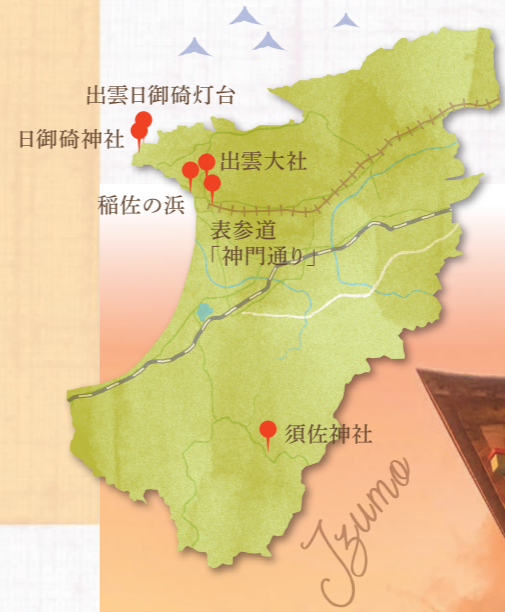 出雲日御碕灯台
日御碕神社
出雲大社
稲佐の浜
表参道
「神門通り」
須佐神社
Izumo